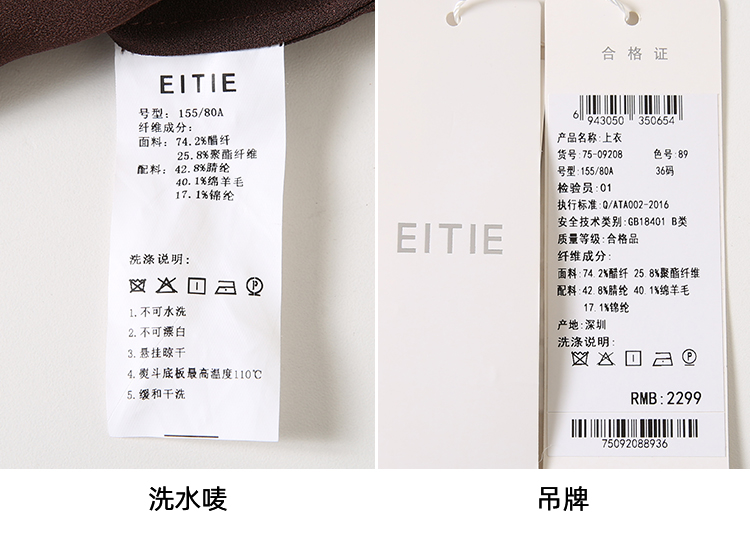 EITIE
号型: 155/80A
纤维成分:
面料: 74.2%醋纤
25.8%聚酯纤维
配料: 42.8%腈纶
40.1%绵羊毛
17.1%锦纶
洗涤说明:
1.不可水洗
2.不可漂白
3.悬挂晾干
4.熨斗底板最高温度110℃
5.缓和干洗
洗水唛
EITIE
合格证
6 943050 350654
产品名称:上衣
货号:75-09208 色号:89
号型:155/80A 36码
检验员:01
执行标准:Q/ATA002-2016
安全技术类别:GB18401 B类
质量等级:合格品
纤维成分:
面料:74.2%醋纤 25.8%聚酯纤维
配料:42.8%腈纶 40.1%绵羊毛
17.1%锦纶
产地:深圳
洗涤说明:
P
RMB:2299
75092088936
吊牌